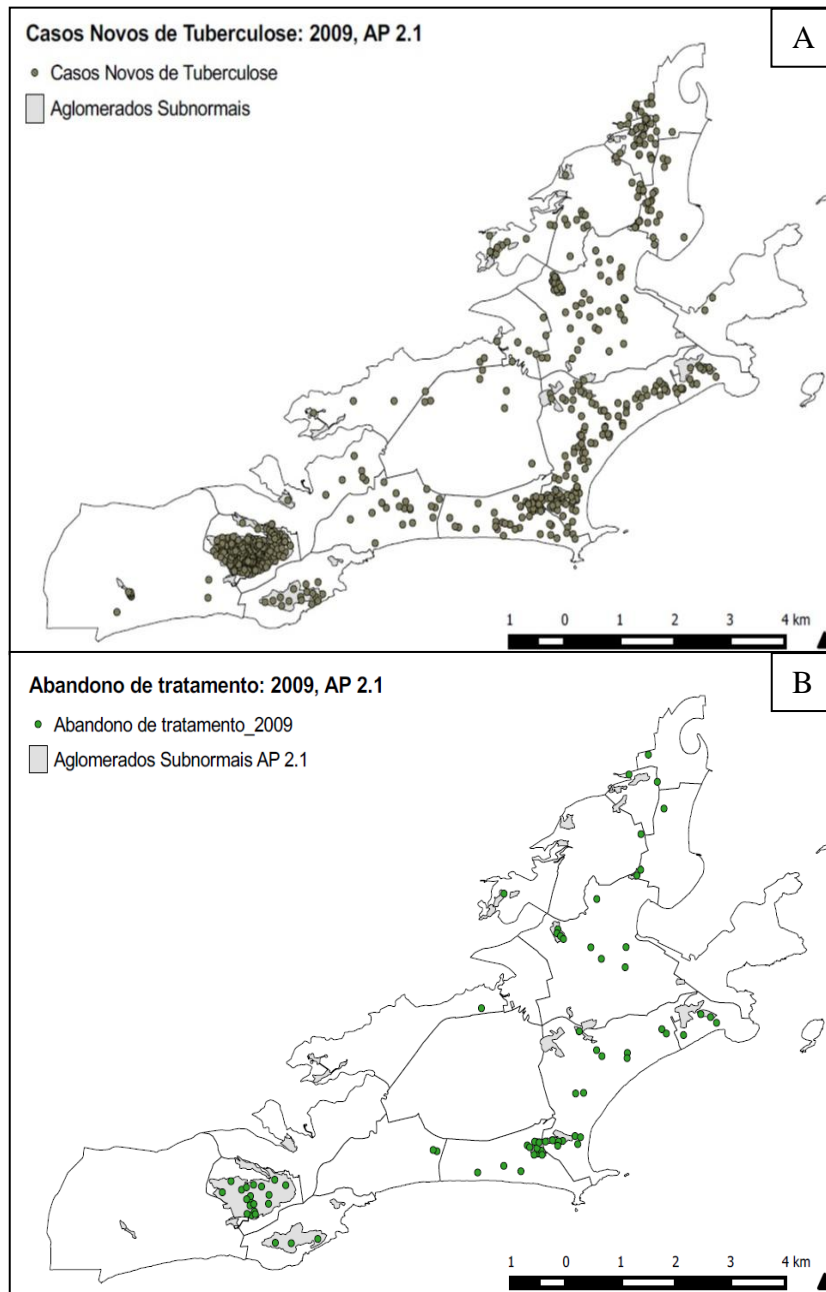 Casos Novos de Tuberculose: 2009, AP 2.1
A
Casos Novos de Tuberculose
Aglomerados Subnormais
1 0 1 2 3 4 km
Abandono de tratamento: 2009, AP 2.1
B
Abandono de tratamento_2009
Aglomerados Subnormais AP 2.1
1 0 1 2 3 4 km